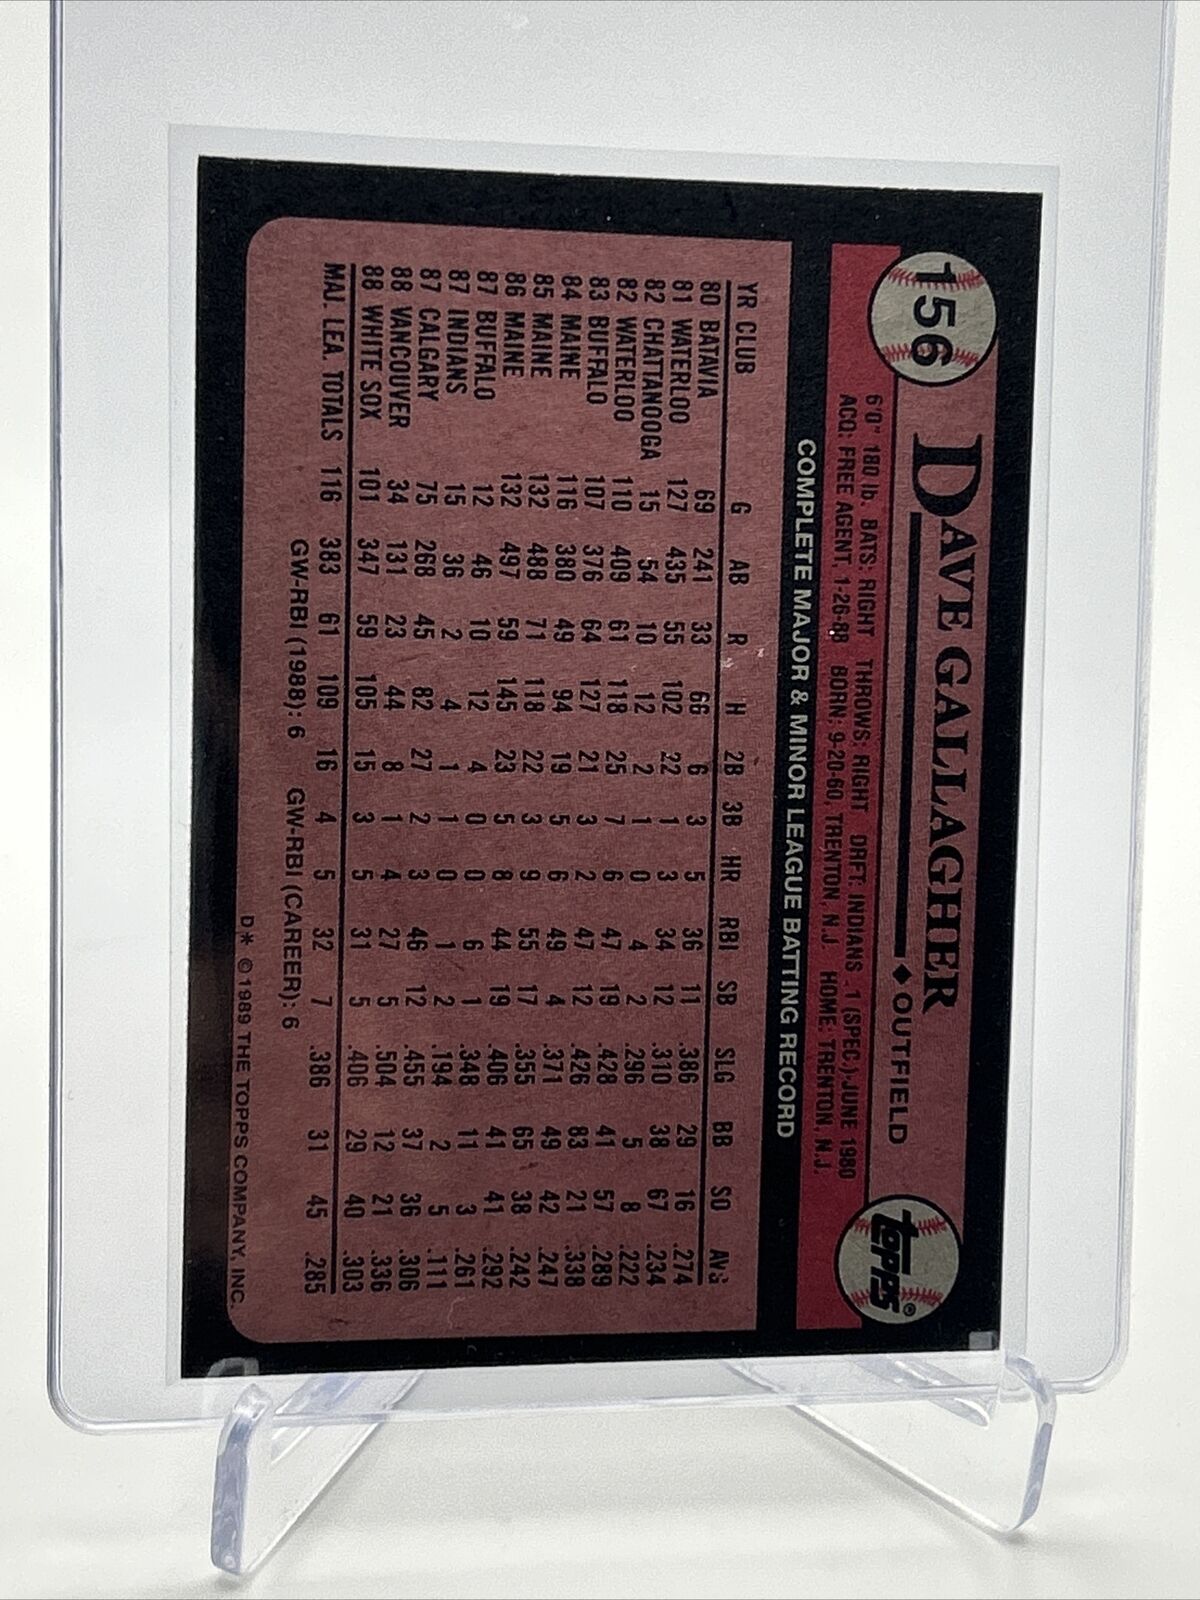 156
DAVE GALLAGHER
◆ OUTFIELD
topps®
6'0" 180 lb. BATS: RIGHT THROWS: RIGHT DRFT: INDIANS .1 (SPEC.)-JUNE 1980
ACQ: FREE AGENT, 1-26-88 BORN: 9-20-60, TRENTON, N.J. HOME: TRENTON, N.J.
COMPLETE MAJOR & MINOR LEAGUE BATTING RECORD
YR CLUB G AB R H 2B 3B HR RBI SB SLG BB SO AVG
80 BATAVIA 69 241 33 66 6 3 5 36 11 .386 29 16 .274
81 WATERLOO 127 435 55 102 22 1 3 34 12 .310 38 67 .234
82 CHATTANOOGA 15 54 10 12 2 1 0 4 2 .296 5 8 .222
82 WATERLOO 110 409 61 118 25 7 6 47 19 .428 41 57 .289
83 BUFFALO 107 376 64 127 21 3 2 47 12 .426 83 21 .338
84 MAINE 116 380 49 94 19 5 6 49 4 .371 49 42 .247
85 MAINE 132 488 71 118 22 3 9 55 17 .355 65 38 .242
86 MAINE 132 497 59 145 23 5 8 44 19 .406 41 41 .292
87 BUFFALO 12 46 10 12 4 0 0 6 1 .348 11 3 .261
87 INDIANS 15 36 2 4 1 1 0 1 2 .194 2 5 .111
87 CALGARY 75 268 45 82 27 2 3 46 12 .455 37 36 .306
88 VANCOUVER 34 131 23 44 8 1 4 27 5 .504 12 21 .336
88 WHITE SOX 101 347 59 105 15 3 5 31 5 .406 29 40 .303
MAJ. LEA. TOTALS 116 383 61 109 16 4 5 32 7 .386 31 45 .285
GW-RBI (1988): 6 GW-RBI (CAREER): 6
D* © 1989 THE TOPPS COMPANY, INC.